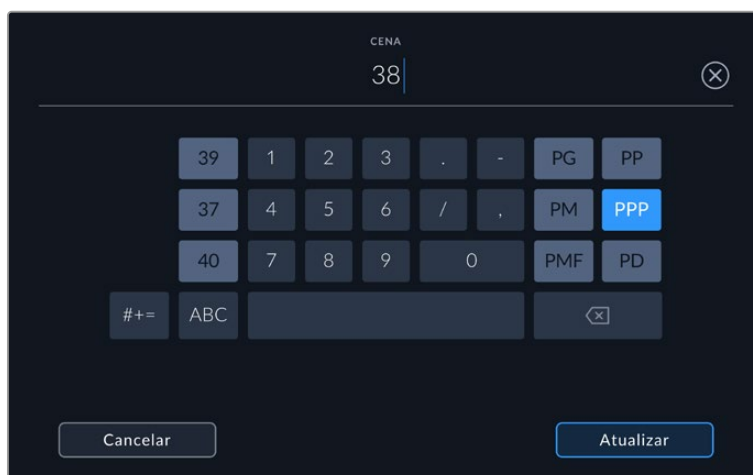 CENA
38
39 1 2 3 . - PG PP
37 4 5 6 / , PM PPP
40 7 8 9 0 PMF PD
#+= ABC
Cancelar Atualizar